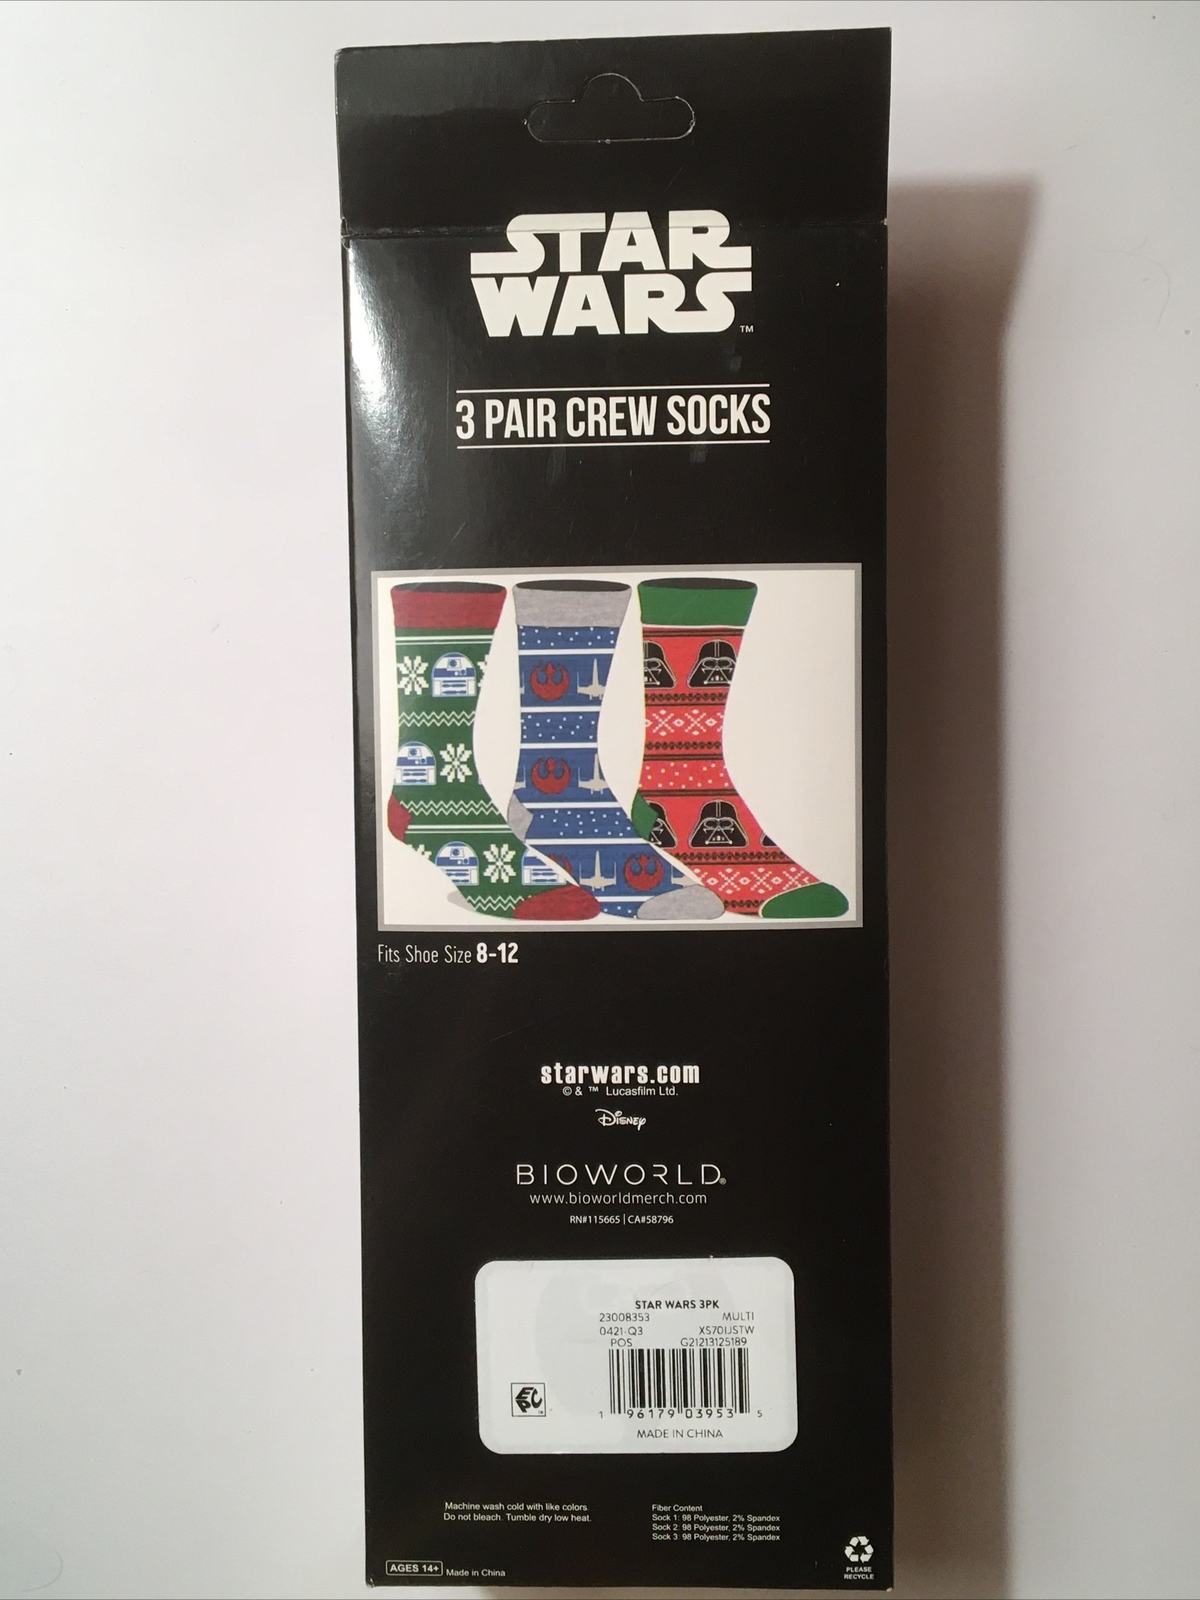 STAR
WARS™
3 PAIR CREW SOCKS
Fits Shoe Size 8-12
starwars.com
© & ™ Lucasfilm Ltd.
Disney
BIOWORLD®
www.bioworldmerch.com
RN#115665 | CA#58796
STAR WARS 3PK
23008353 MULTI
0421-Q3 XS70IJSTW
POS G21213125189
1 96179 03953 5
EPC
MADE IN CHINA
Machine wash cold with like colors.
Do not bleach. Tumble dry low heat.
Fiber Content
Sock 1: 98 Polyester, 2% Spandex
Sock 2: 98 Polyester, 2% Spandex
Sock 3: 98 Polyester, 2% Spandex
AGES 14+ Made in China
PLEASE
RECYCLE